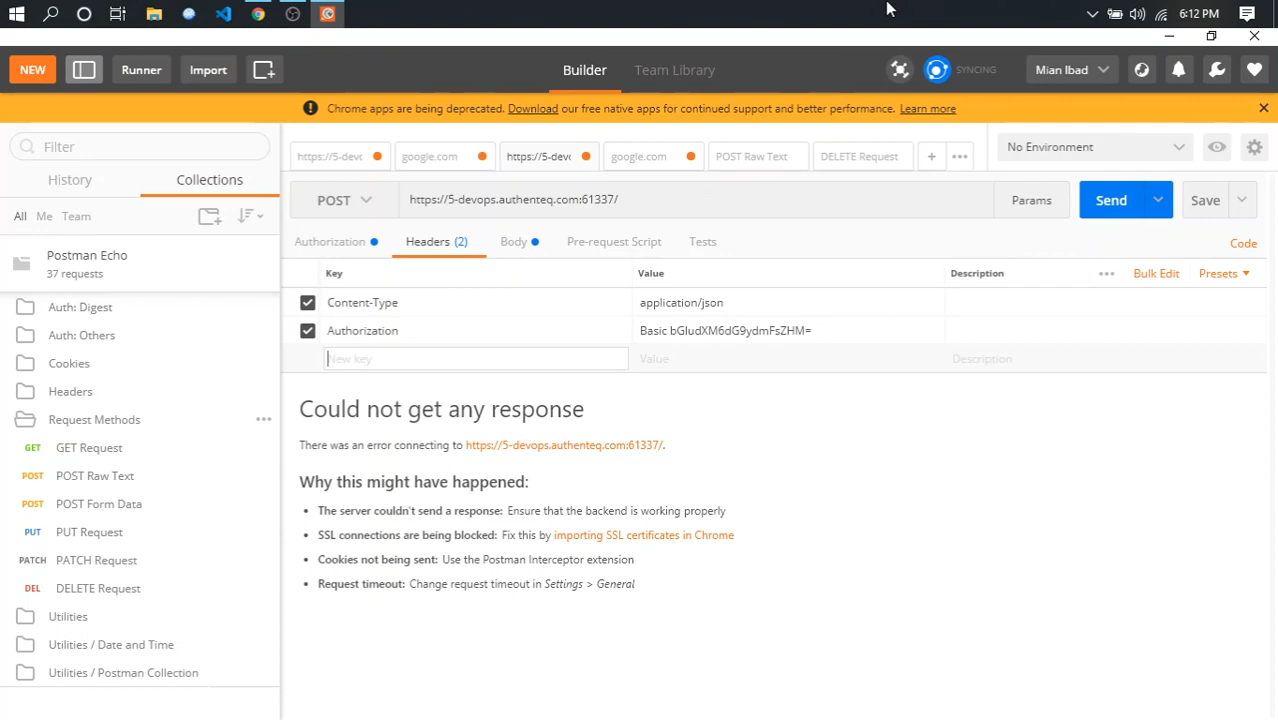 6:12 PM
NEW
Runner
Import
Builder
Team Library
SYNCING
Mian Ibad
Chrome apps are being deprecated. Download our free native apps for continued support and better performance. Learn more
Filter
History
Collections
All Me Team
Postman Echo
37 requests
Auth: Digest
Auth: Others
Cookies
Headers
Request Methods
GET GET Request
POST POST Raw Text
POST POST Form Data
PUT PUT Request
PATCH PATCH Request
DEL DELETE Request
Utilities
Utilities / Date and Time
Utilities / Postman Collection
https://5-devc
google.com
https://5-devc
google.com
POST Raw Text
DELETE Request
No Environment
POST
https://5-devops.authenteq.com:61337/
Params
Send
Save
Authorization
Headers (2)
Body
Pre-request Script
Tests
Code
Key Value Description
Bulk Edit
Presets
Content-Type application/json
Authorization Basic bGludXM6dG9ydmFsZHM=
New key Value Description
Could not get any response
There was an error connecting to https://5-devops.authenteq.com:61337/.
Why this might have happened:
The server couldn't send a response: Ensure that the backend is working properly
SSL connections are being blocked: Fix this by importing SSL certificates in Chrome
Cookies not being sent: Use the Postman Interceptor extension
Request timeout: Change request timeout in Settings > General